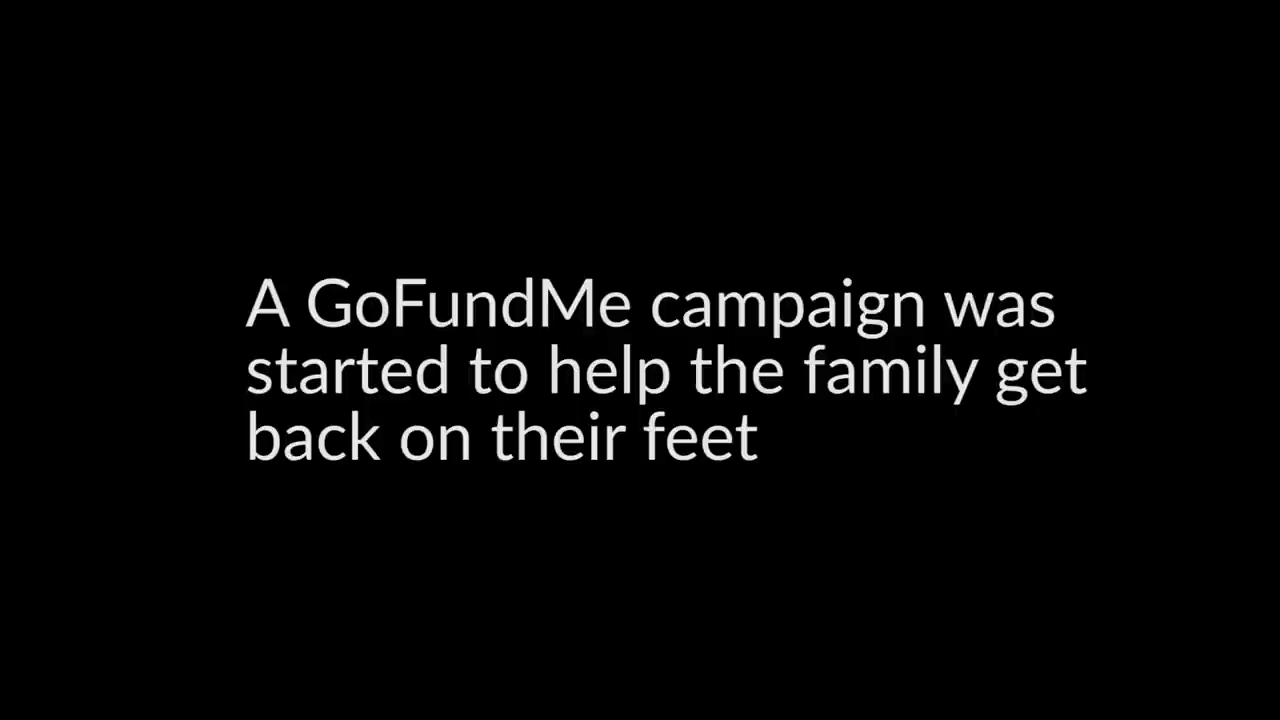 A GoFundMe campaign was
started to help the family get
back on their feet